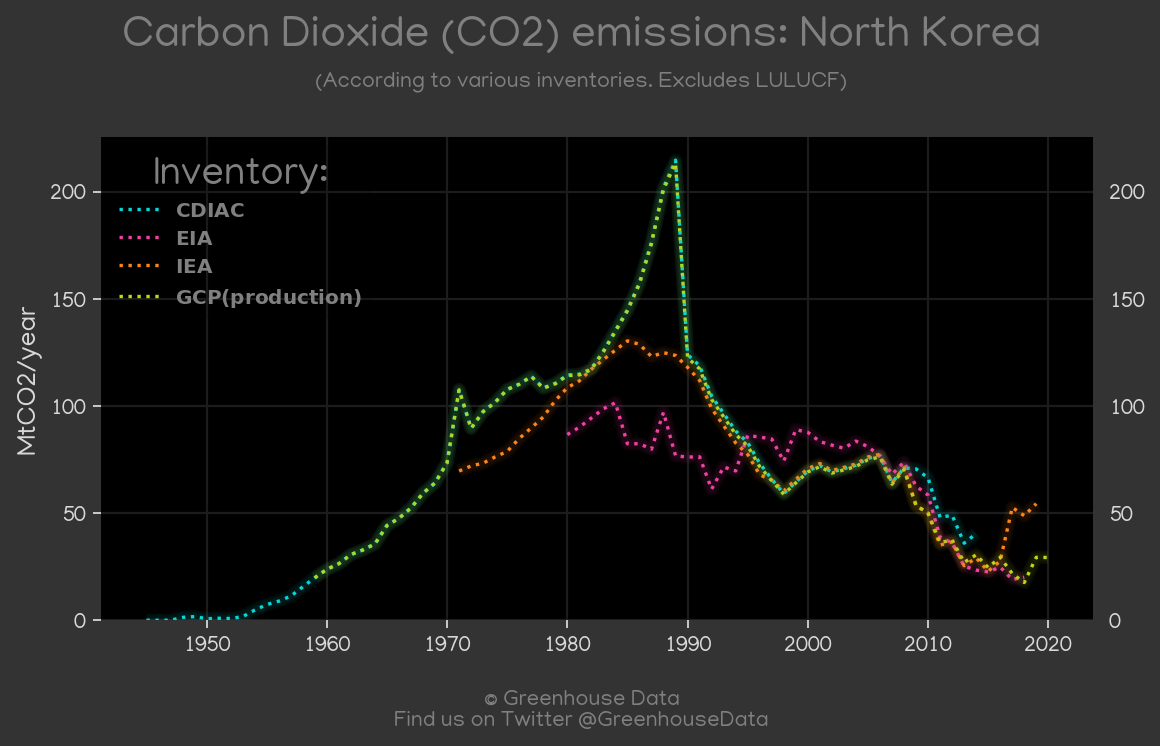 Carbon Dioxide (CO2) emissions: North Korea
(According to various inventories. Excludes LULUCF)
Inventory:
CDIAC
EIA
IEA
GCP(production)
MtCO2/year
200
150
100
50
0
200
150
100
50
0
1950 1960 1970 1980 1990 2000 2010 2020
© Greenhouse Data
Find us on Twitter @GreenhouseData